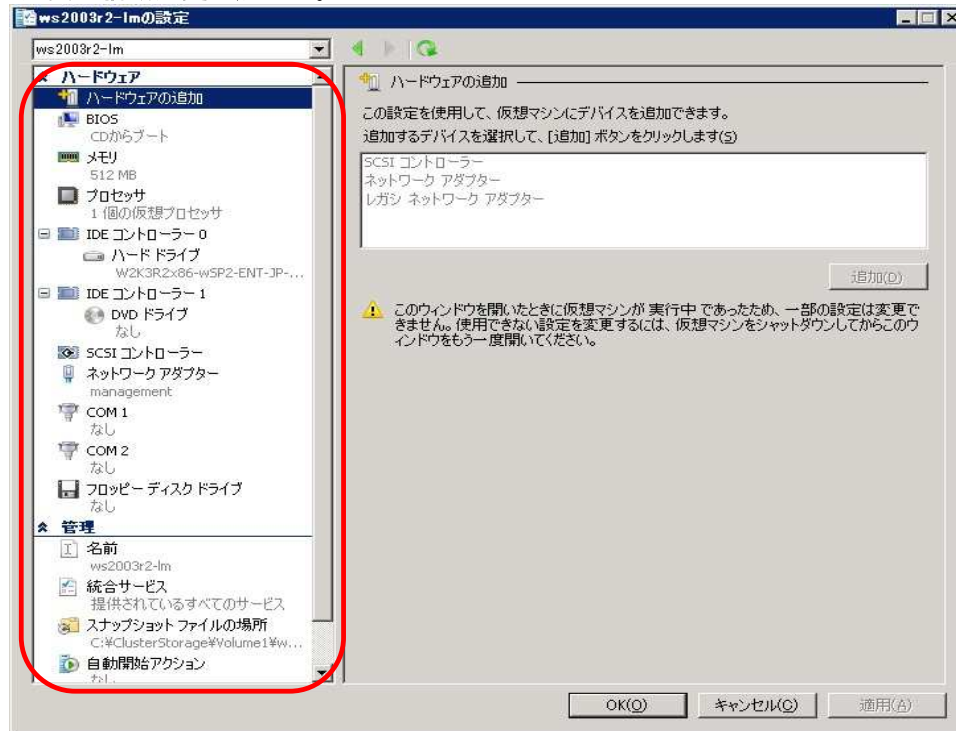 ws2003r2-lmの設定
ws2003r2-lm
ハードウェア
ハードウェアの追加
BIOS
CDからブート
メモリ
512 MB
プロセッサ
1 個の仮想プロセッサ
IDE コントローラー 0
ハード ドライブ
W2K3R2x86-wSP2-ENT-JP-...
IDE コントローラー 1
DVD ドライブ
なし
SCSI コントローラー
ネットワーク アダプター
management
COM 1
なし
COM 2
なし
フロッピー ディスク ドライブ
なし
管理
名前
ws2003r2-lm
統合サービス
提供されているすべてのサービス
スナップショット ファイルの場所
C:¥ClusterStorage¥Volume1¥w...
自動開始アクション
なし
ハードウェアの追加
この設定を使用して、仮想マシンにデバイスを追加できます。
追加するデバイスを選択して、[追加] ボタンをクリックします(S)
SCSI コントローラー
ネットワーク アダプター
レガシ ネットワーク アダプター
追加(D)
このウィンドウを開いたときに仮想マシンが 実行中 であったため、一部の設定は変更で
きません。使用できない設定を変更するには、仮想マシンをシャットダウンしてからこのウ
ィンドウをもう一度開いてください。
OK(O)
キャンセル(C)
適用(A)